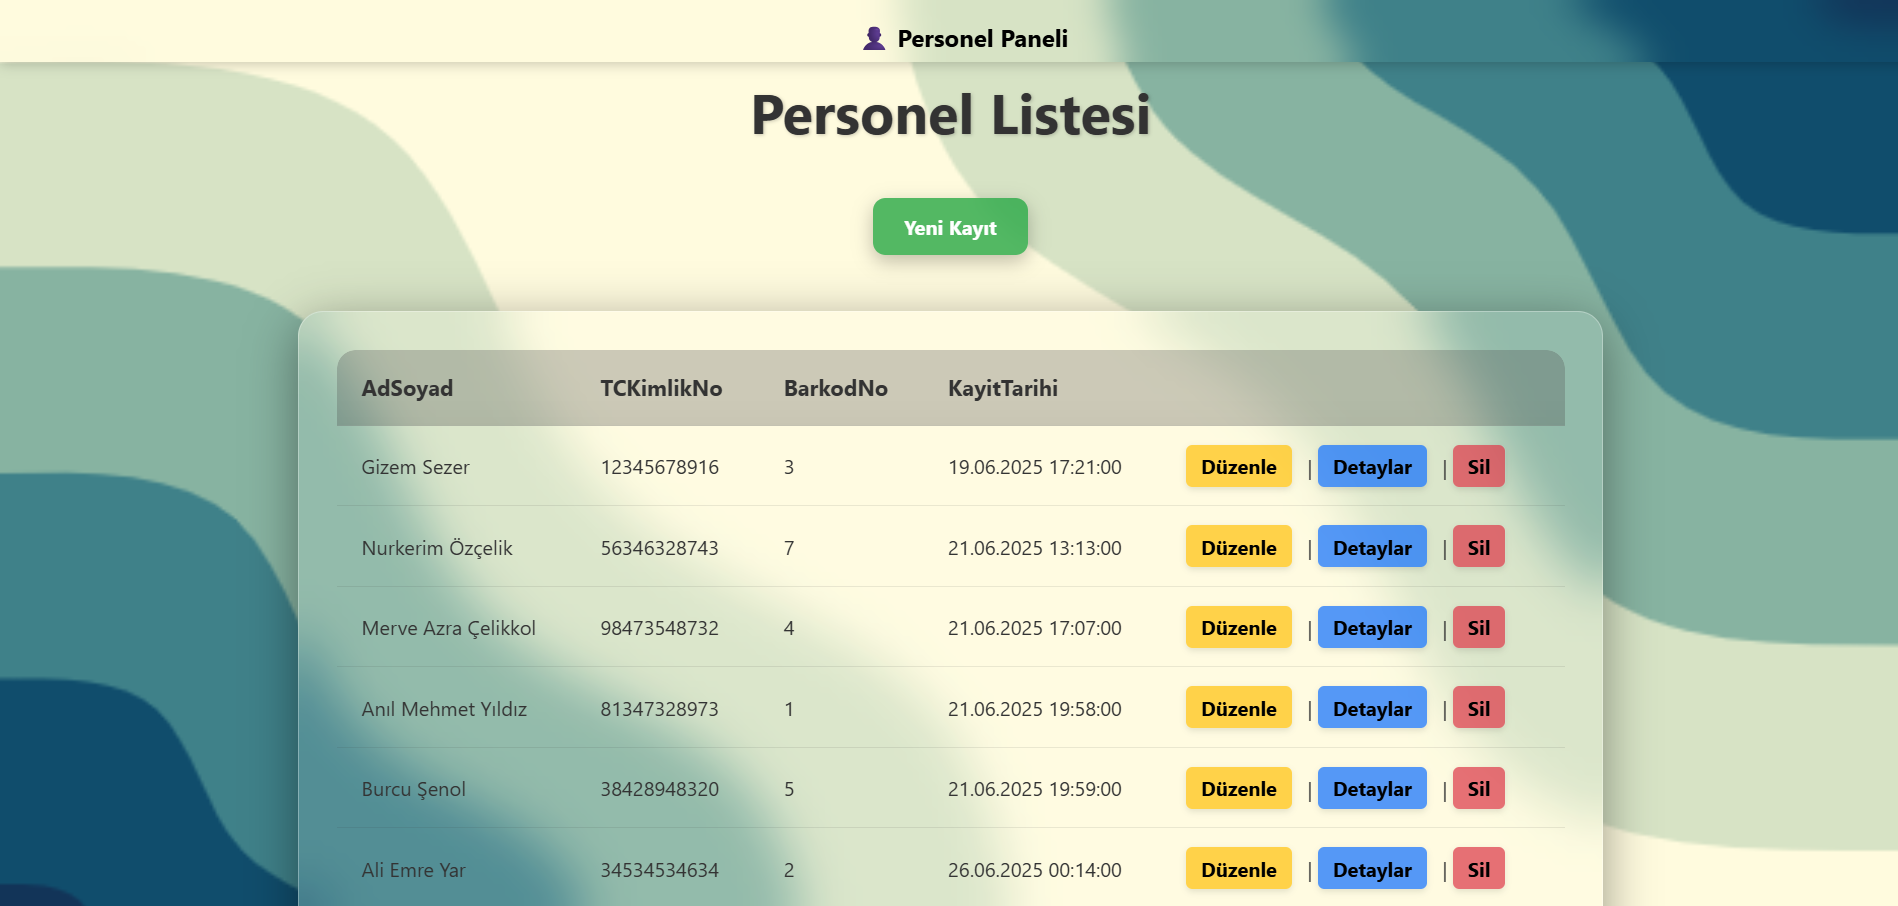 Personel Paneli
Personel Listesi
Yeni Kayıt
AdSoyad TCKimlikNo BarkodNo KayitTarihi
Gizem Sezer 12345678916 3 19.06.2025 17:21:00 Düzenle | Detaylar | Sil
Nurkerim Özçelik 56346328743 7 21.06.2025 13:13:00 Düzenle | Detaylar | Sil
Merve Azra Çelikkol 98473548732 4 21.06.2025 17:07:00 Düzenle | Detaylar | Sil
Anıl Mehmet Yıldız 81347328973 1 21.06.2025 19:58:00 Düzenle | Detaylar | Sil
Burcu Şenol 38428948320 5 21.06.2025 19:59:00 Düzenle | Detaylar | Sil
Ali Emre Yar 34534534634 2 26.06.2025 00:14:00 Düzenle | Detaylar | Sil